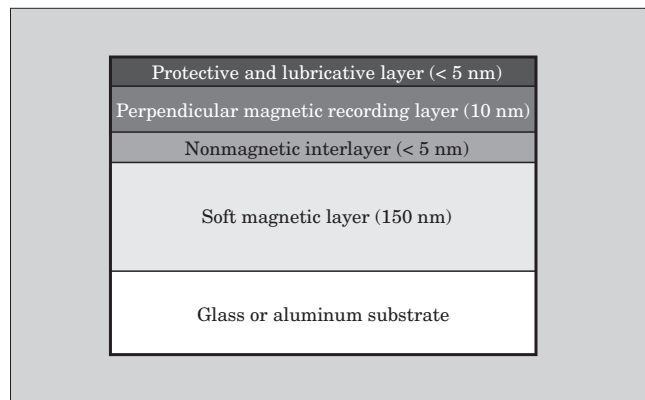 Protective and lubricative layer (< 5 nm)
Perpendicular magnetic recording layer (10 nm)
Nonmagnetic interlayer (< 5 nm)
Soft magnetic layer (150 nm)
Glass or aluminum substrate